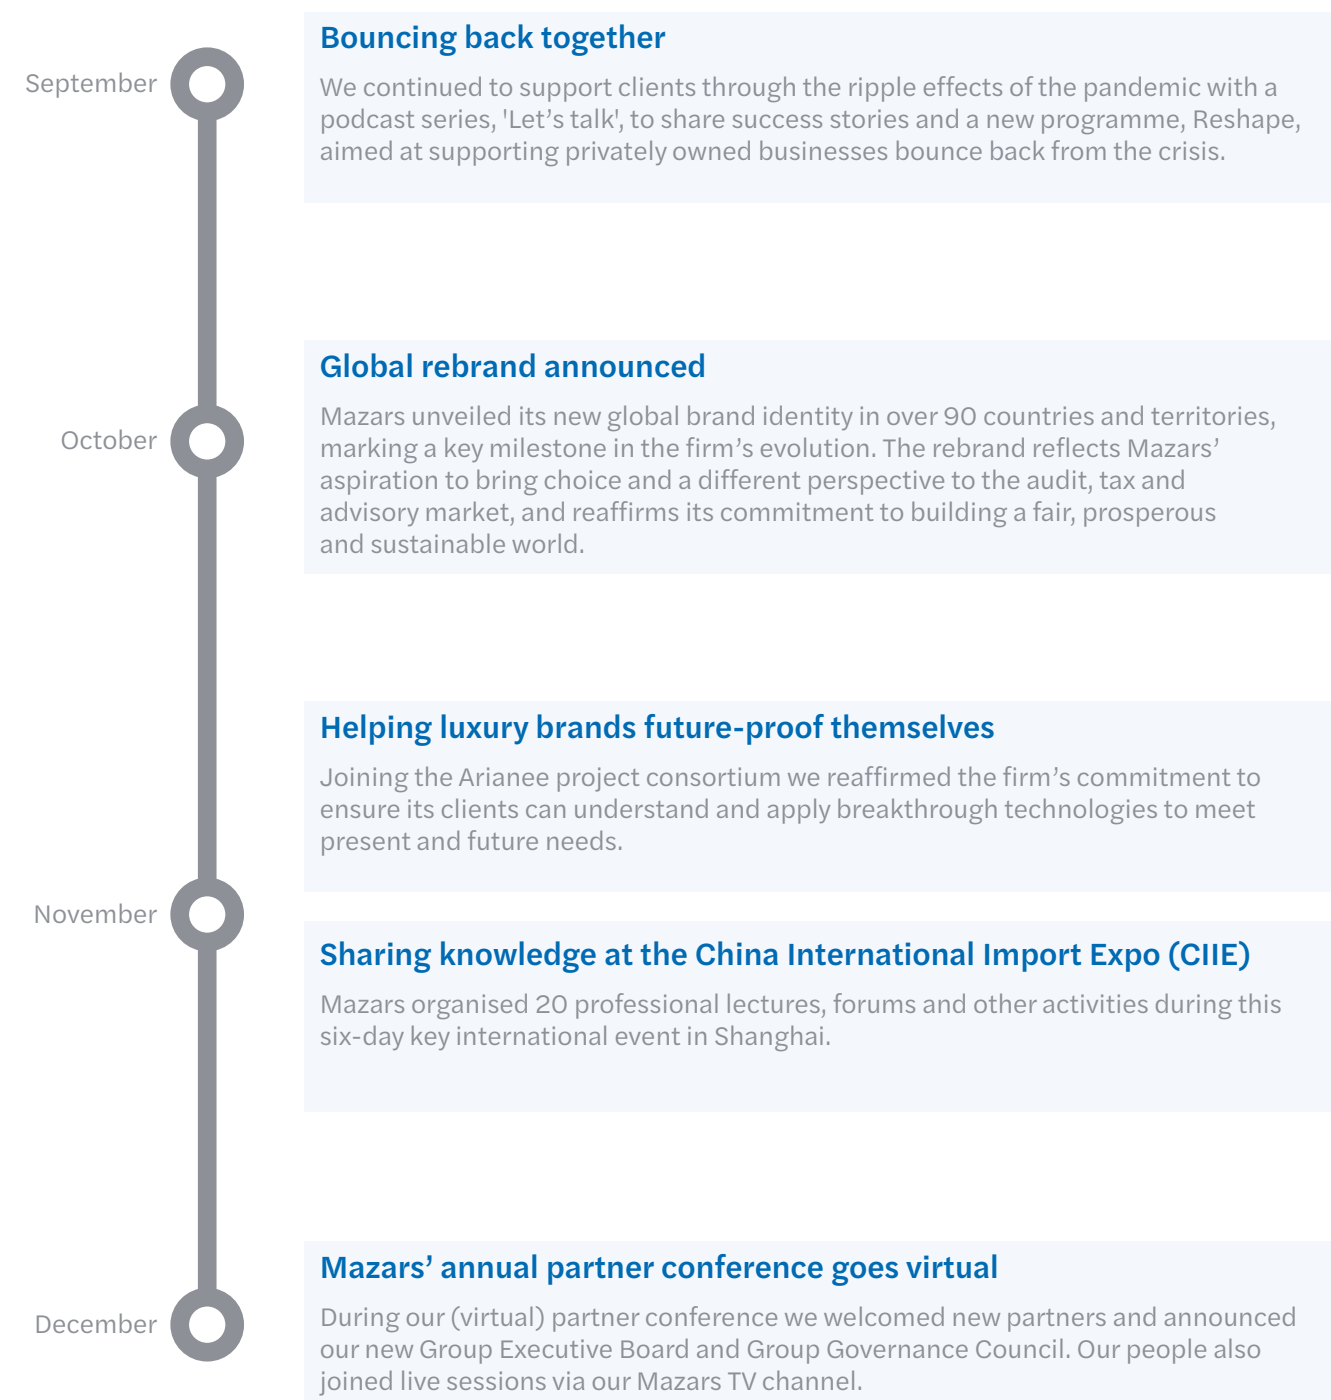 Bouncing back together
September
We continued to support clients through the ripple effects of the pandemic with a
podcast series, 'Let’s talk', to share success stories and a new programme, Reshape,
aimed at supporting privately owned businesses bounce back from the crisis.
Global rebrand announced
October
Mazars unveiled its new global brand identity in over 90 countries and territories,
marking a key milestone in the firm’s evolution. The rebrand reflects Mazars’
aspiration to bring choice and a different perspective to the audit, tax and
advisory market, and reaffirms its commitment to building a fair, prosperous
and sustainable world.
Helping luxury brands future-proof themselves
Joining the Arianee project consortium we reaffirmed the firm’s commitment to
ensure its clients can understand and apply breakthrough technologies to meet
present and future needs.
November
Sharing knowledge at the China International Import Expo (CIIE)
Mazars organised 20 professional lectures, forums and other activities during this
six-day key international event in Shanghai.
Mazars’ annual partner conference goes virtual
December
During our (virtual) partner conference we welcomed new partners and announced
our new Group Executive Board and Group Governance Council. Our people also
joined live sessions via our Mazars TV channel.